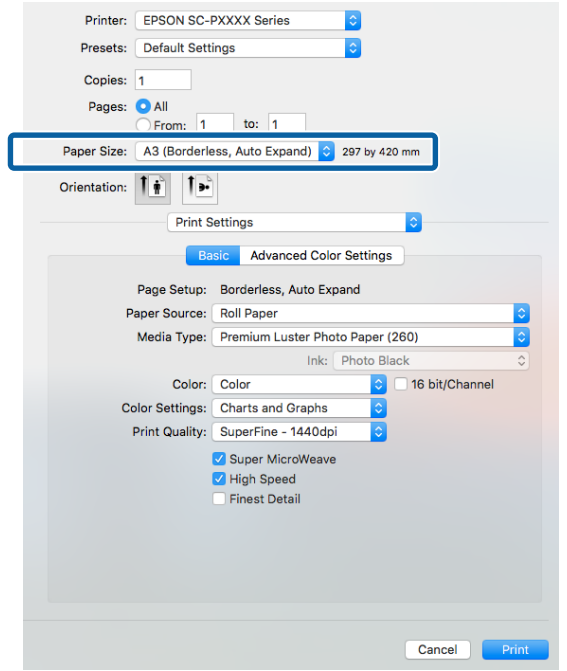 Printer: EPSON SC-PXXXX Series
Presets: Default Settings
Copies: 1
Pages: All
From: 1 to: 1
Paper Size: A3 (Borderless, Auto Expand) 297 by 420 mm
Orientation:
Print Settings
Basic Advanced Color Settings
Page Setup: Borderless, Auto Expand
Paper Source: Roll Paper
Media Type: Premium Luster Photo Paper (260)
Ink: Photo Black
Color: Color 16 bit/Channel
Color Settings: Charts and Graphs
Print Quality: SuperFine - 1440dpi
Super MicroWeave
High Speed
Finest Detail
Cancel Print